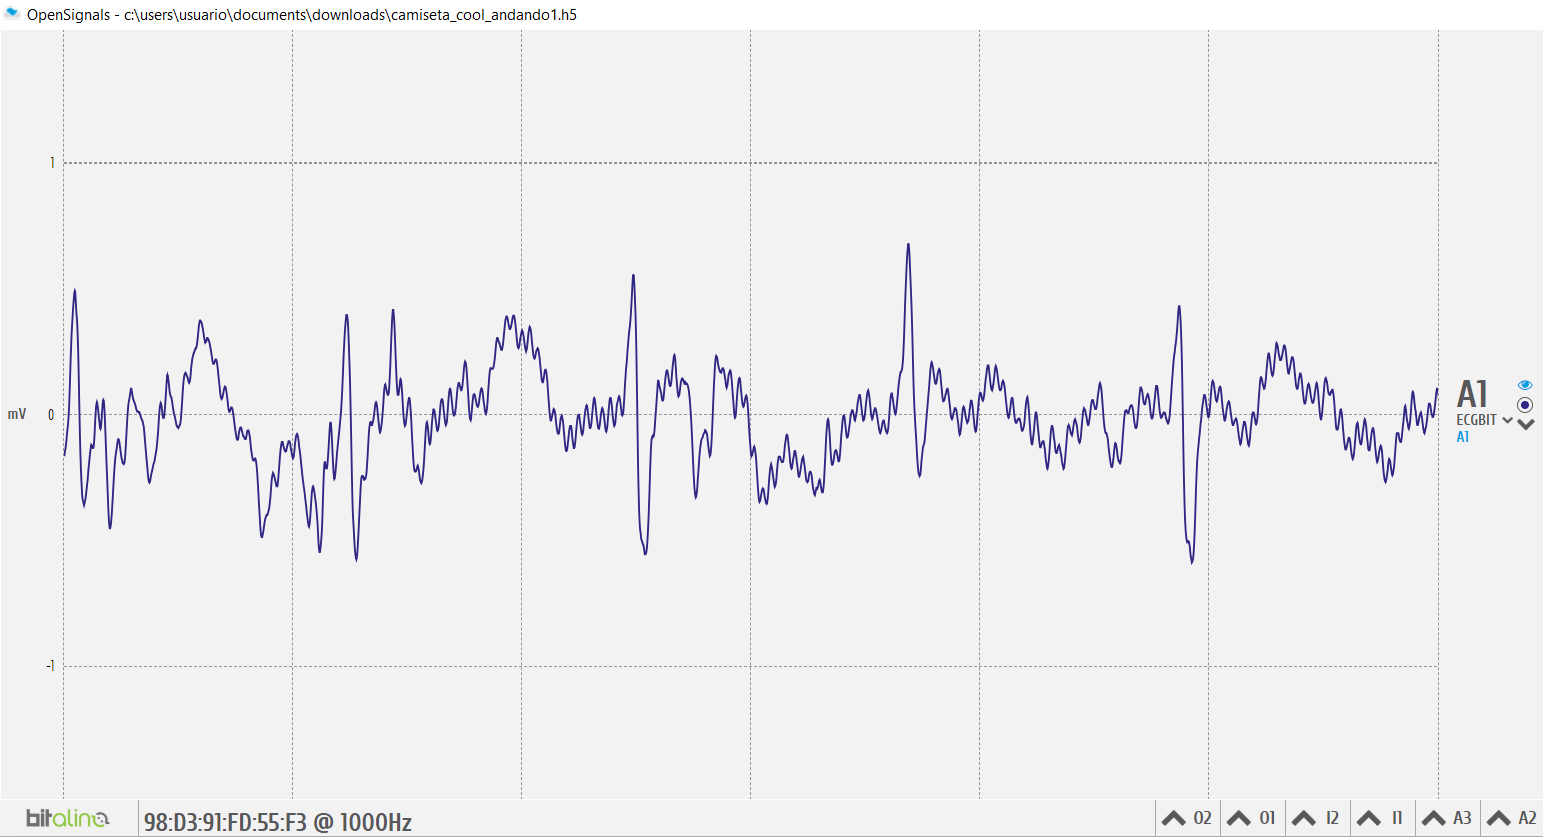 OpenSignals - c:\users\usuario\documents\downloads\camiseta_cool_andando1.h5
1
mV 0
-1
A1
ECGBIT
A1
bitalino 98:D3:91:FD:55:F3 @ 1000Hz O2 O1 I2 I1 A3 A2